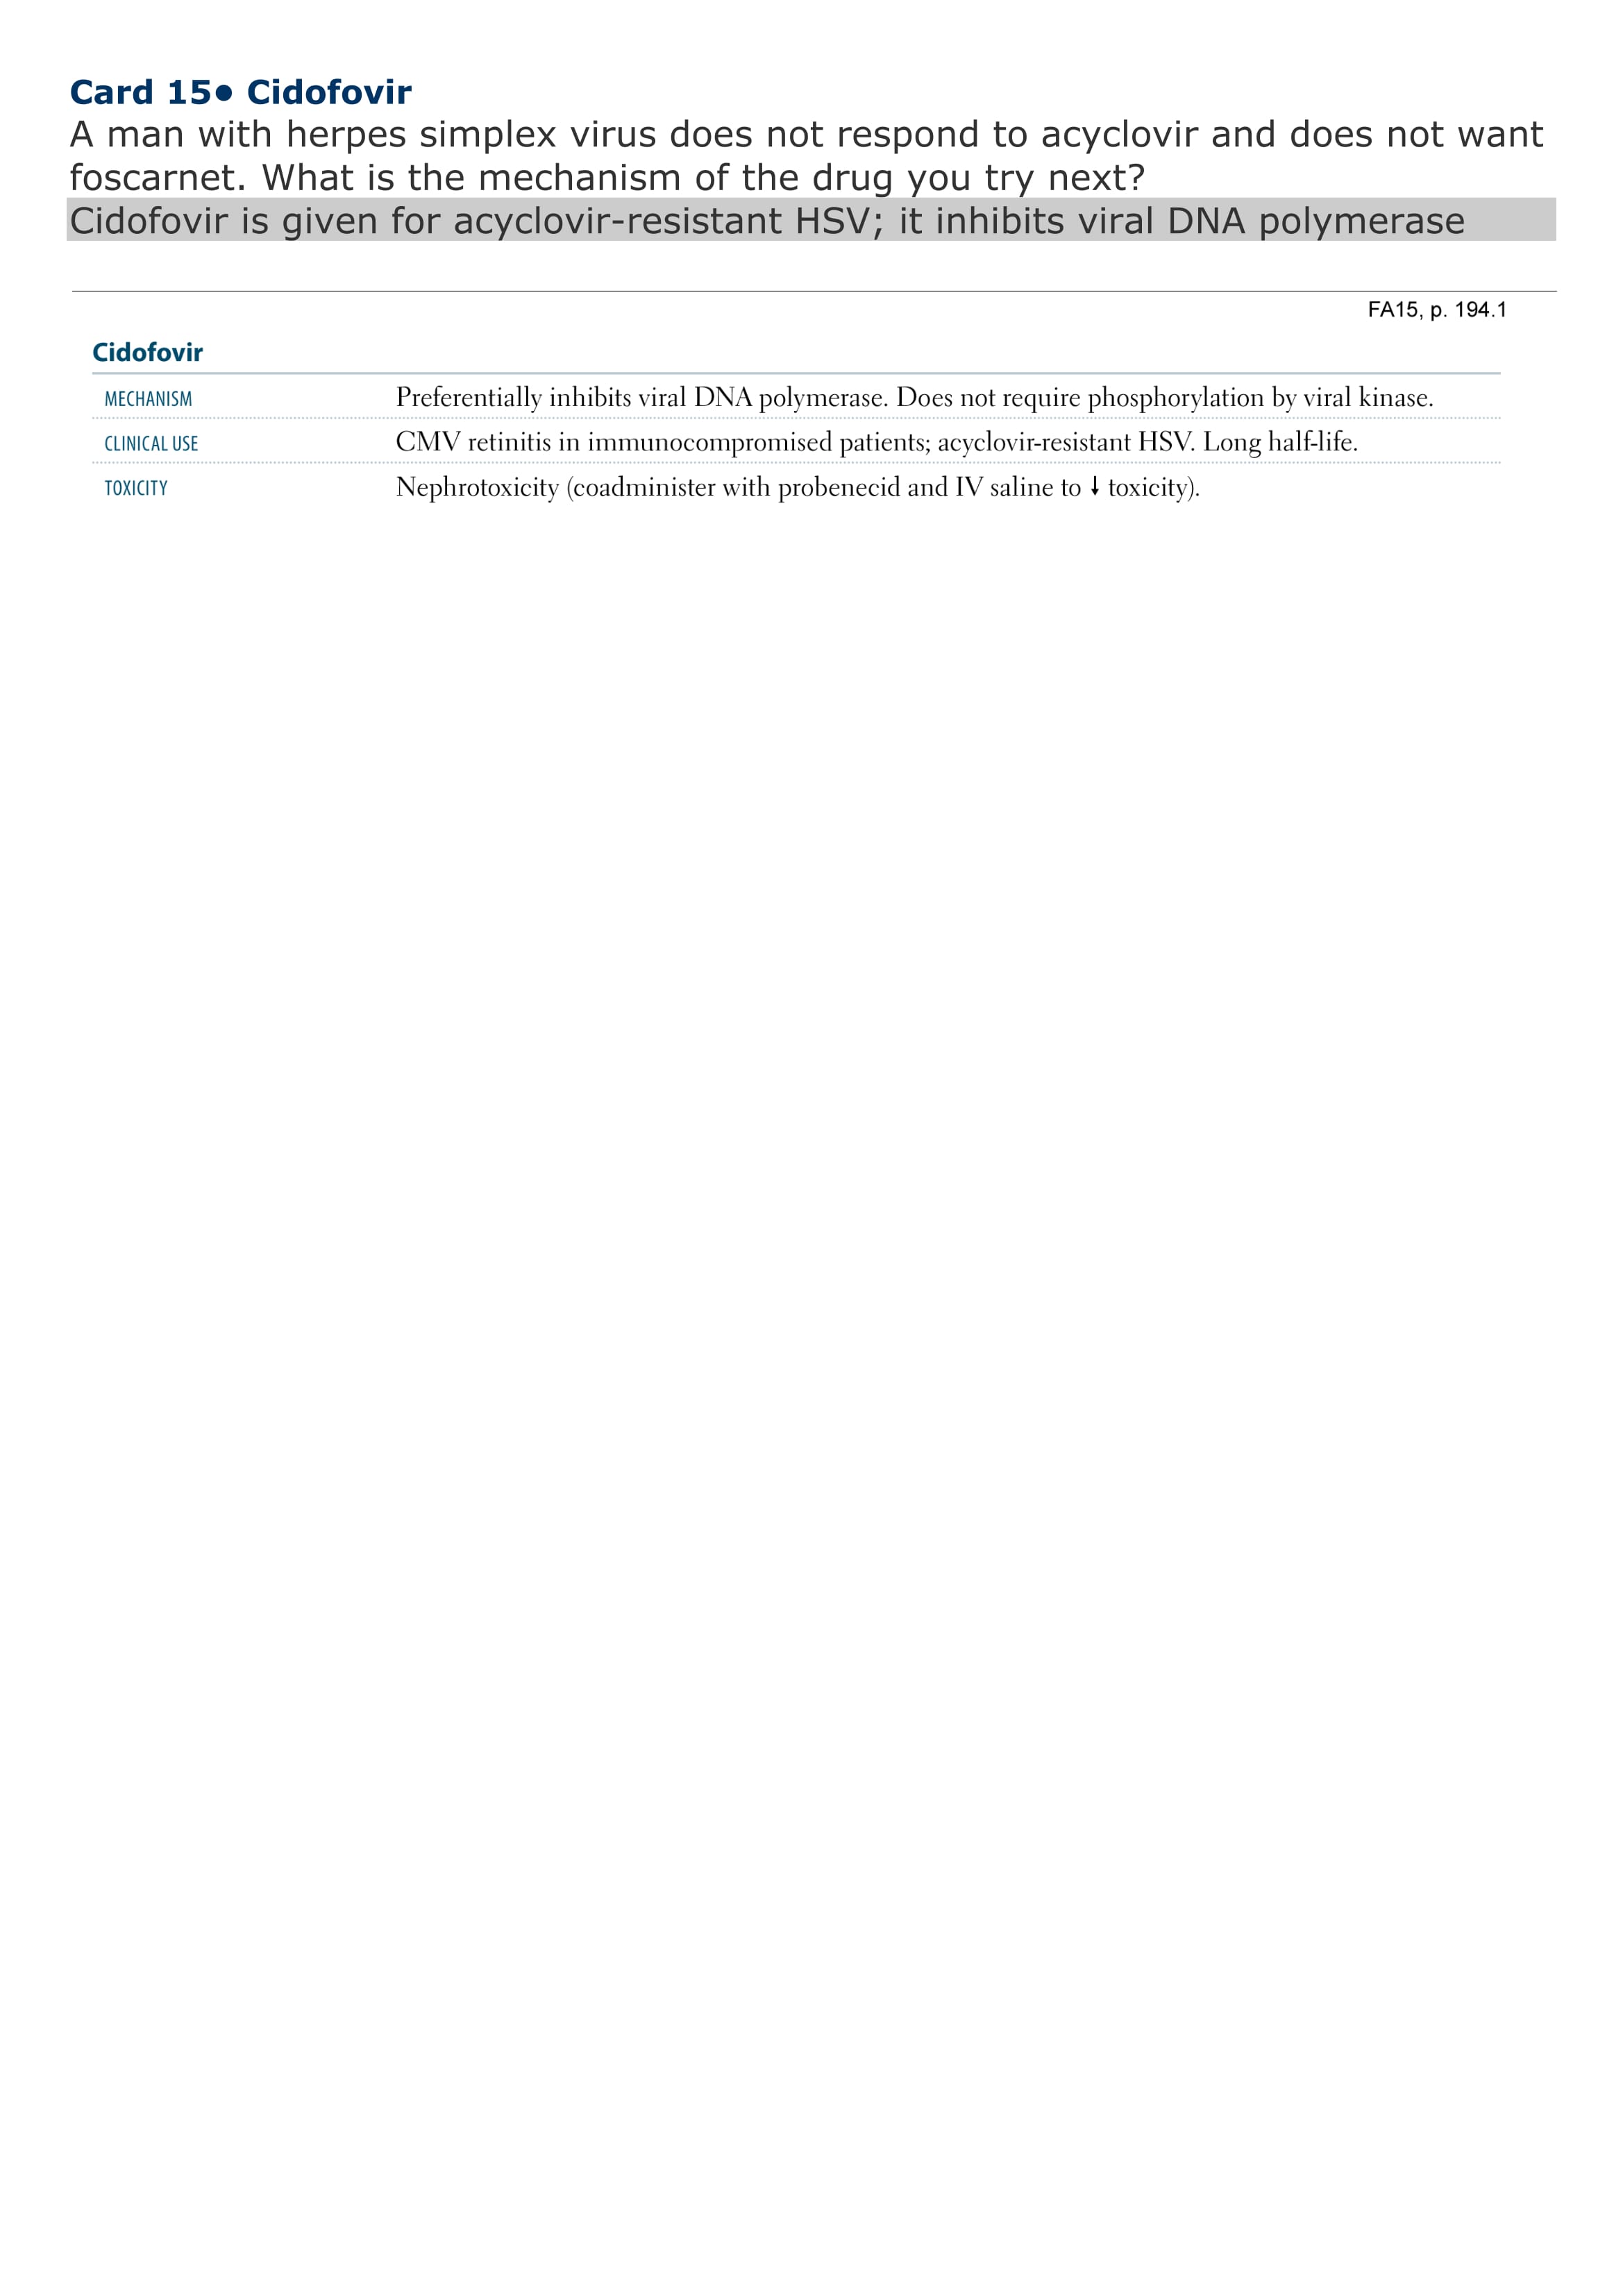 Card 15● Cidofovir
A man with herpes simplex virus does not respond to acyclovir and does not want
foscarnet. What is the mechanism of the drug you try next?
Cidofovir is given for acyclovir-resistant HSV; it inhibits viral DNA polymerase
FA15, p. 194.1
Cidofovir
MECHANISM Preferentially inhibits viral DNA polymerase. Does not require phosphorylation by viral kinase.
CLINICAL USE CMV retinitis in immunocompromised patients; acyclovir-resistant HSV. Long half-life.
TOXICITY Nephrotoxicity (coadminister with probenecid and IV saline to ↓ toxicity).